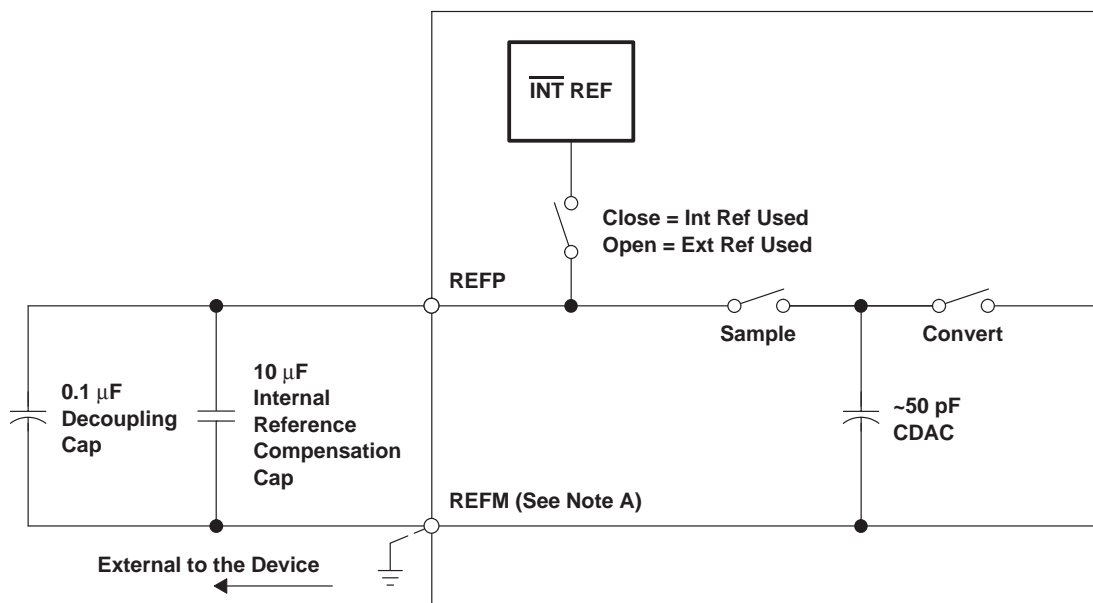 INT REF
Close = Int Ref Used
Open = Ext Ref Used
REFP
Sample
Convert
0.1 μF
Decoupling
Cap
10 μF
Internal
Reference
Compensation
Cap
~50 pF
CDAC
REFM (See Note A)
External to the Device